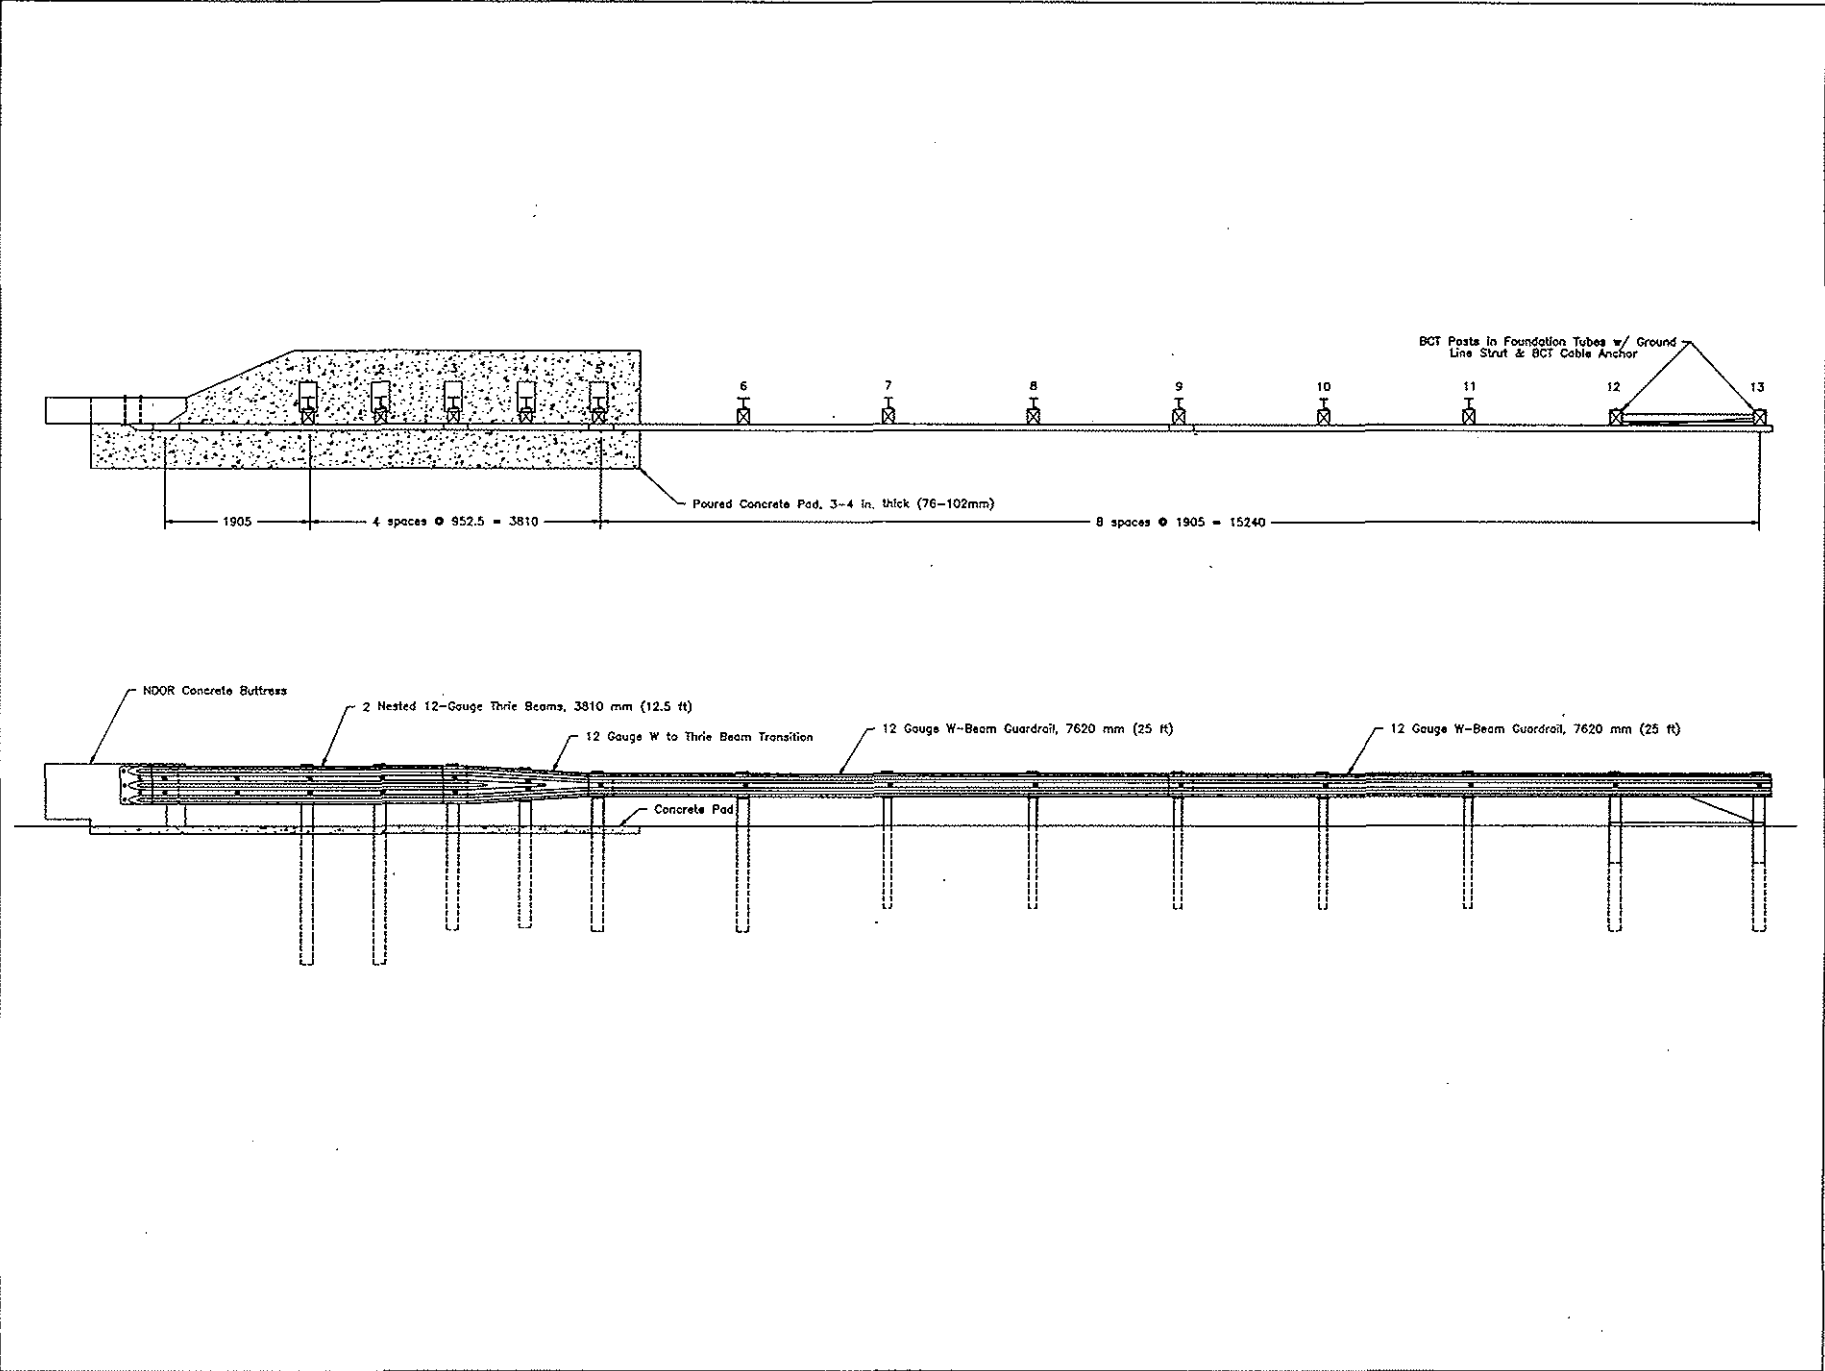 BCT Posts in Foundation Tubes w/ Ground
Line Strut & BCT Cable Anchor
1
2
3
4
5
6
7
8
9
10
11
12
13
Poured Concrete Pad, 3-4 in. thick (76-102mm)
1905
4 spaces @ 952.5 = 3810
8 spaces @ 1905 = 15240
NDOR Concrete Buttress
2 Nested 12-Gauge Thrie Beams, 3810 mm (12.5 ft)
12 Gauge W to Thrie Beam Transition
12 Gauge W-Beam Guardrail, 7620 mm (25 ft)
12 Gauge W-Beam Guardrail, 7620 mm (25 ft)
Concrete Pad